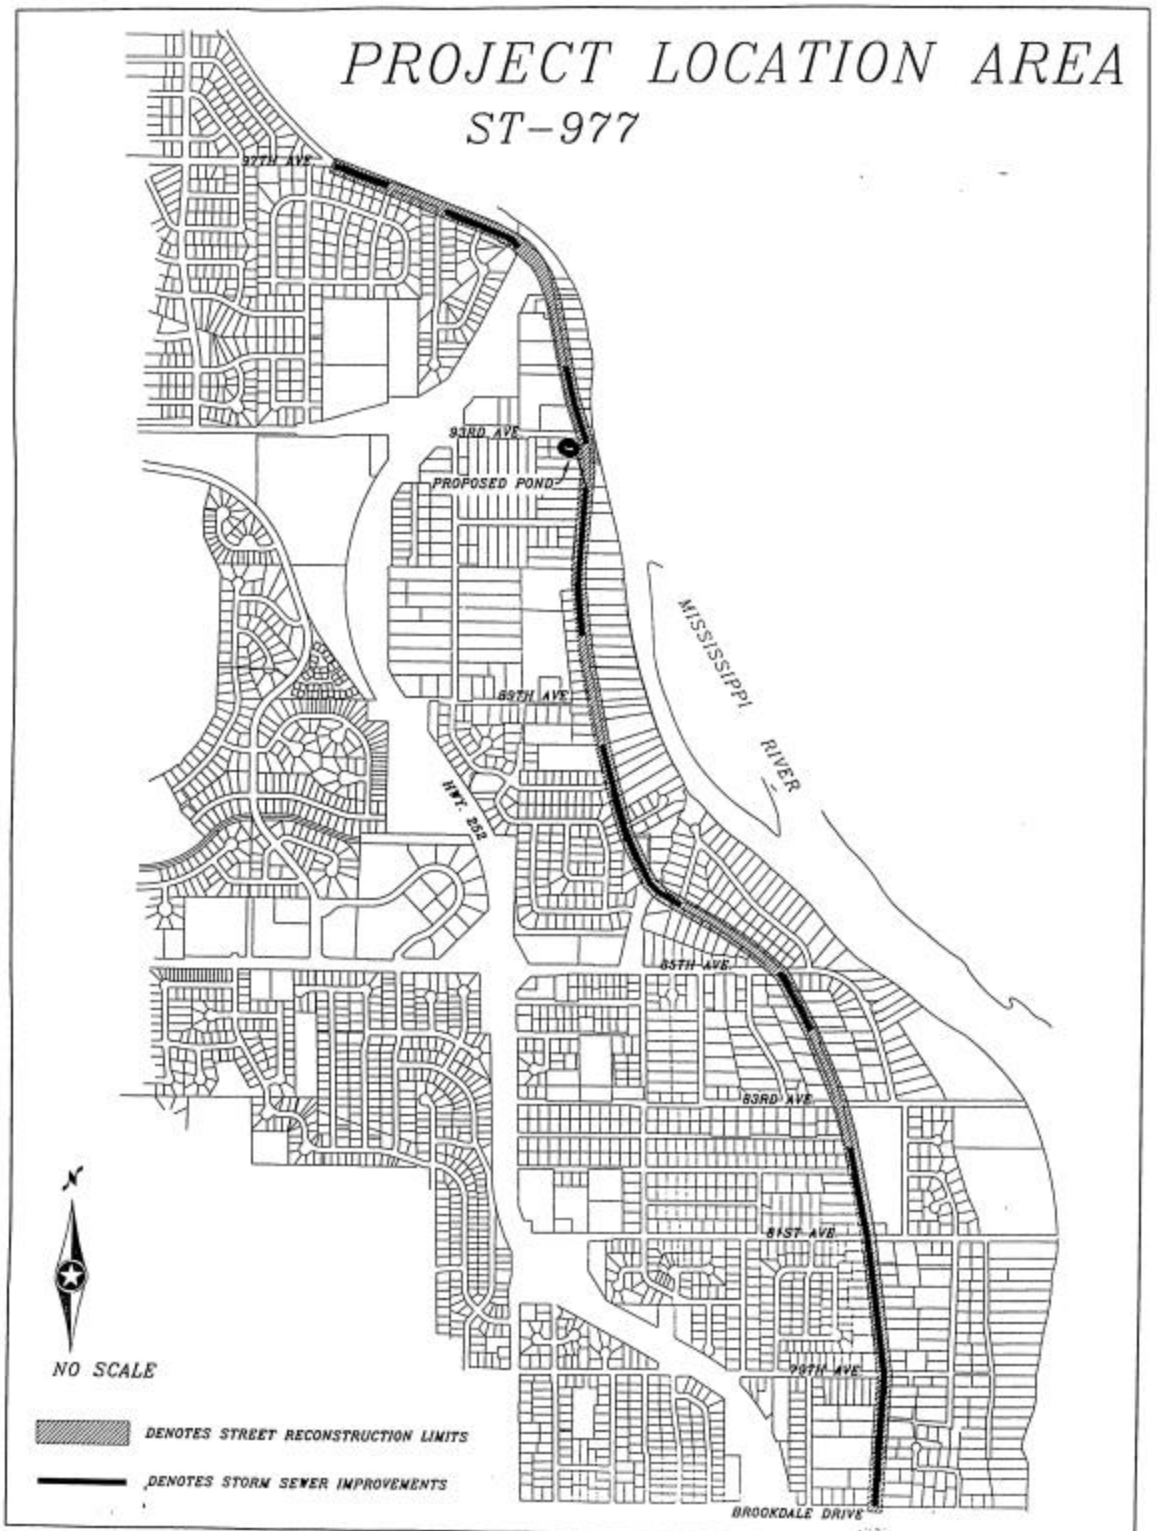 PROJECT LOCATION AREA
ST-977
97TH AVE.
93RD AVE.
PROPOSED POND
MISSISSIPPI
RIVER
89TH AVE.
HWY. 252
85TH AVE.
83RD AVE.
81ST AVE.
79TH AVE.
N
NO SCALE
DENOTES STREET RECONSTRUCTION LIMITS
DENOTES STORM SEWER IMPROVEMENTS
BROOKDALE DRIVE